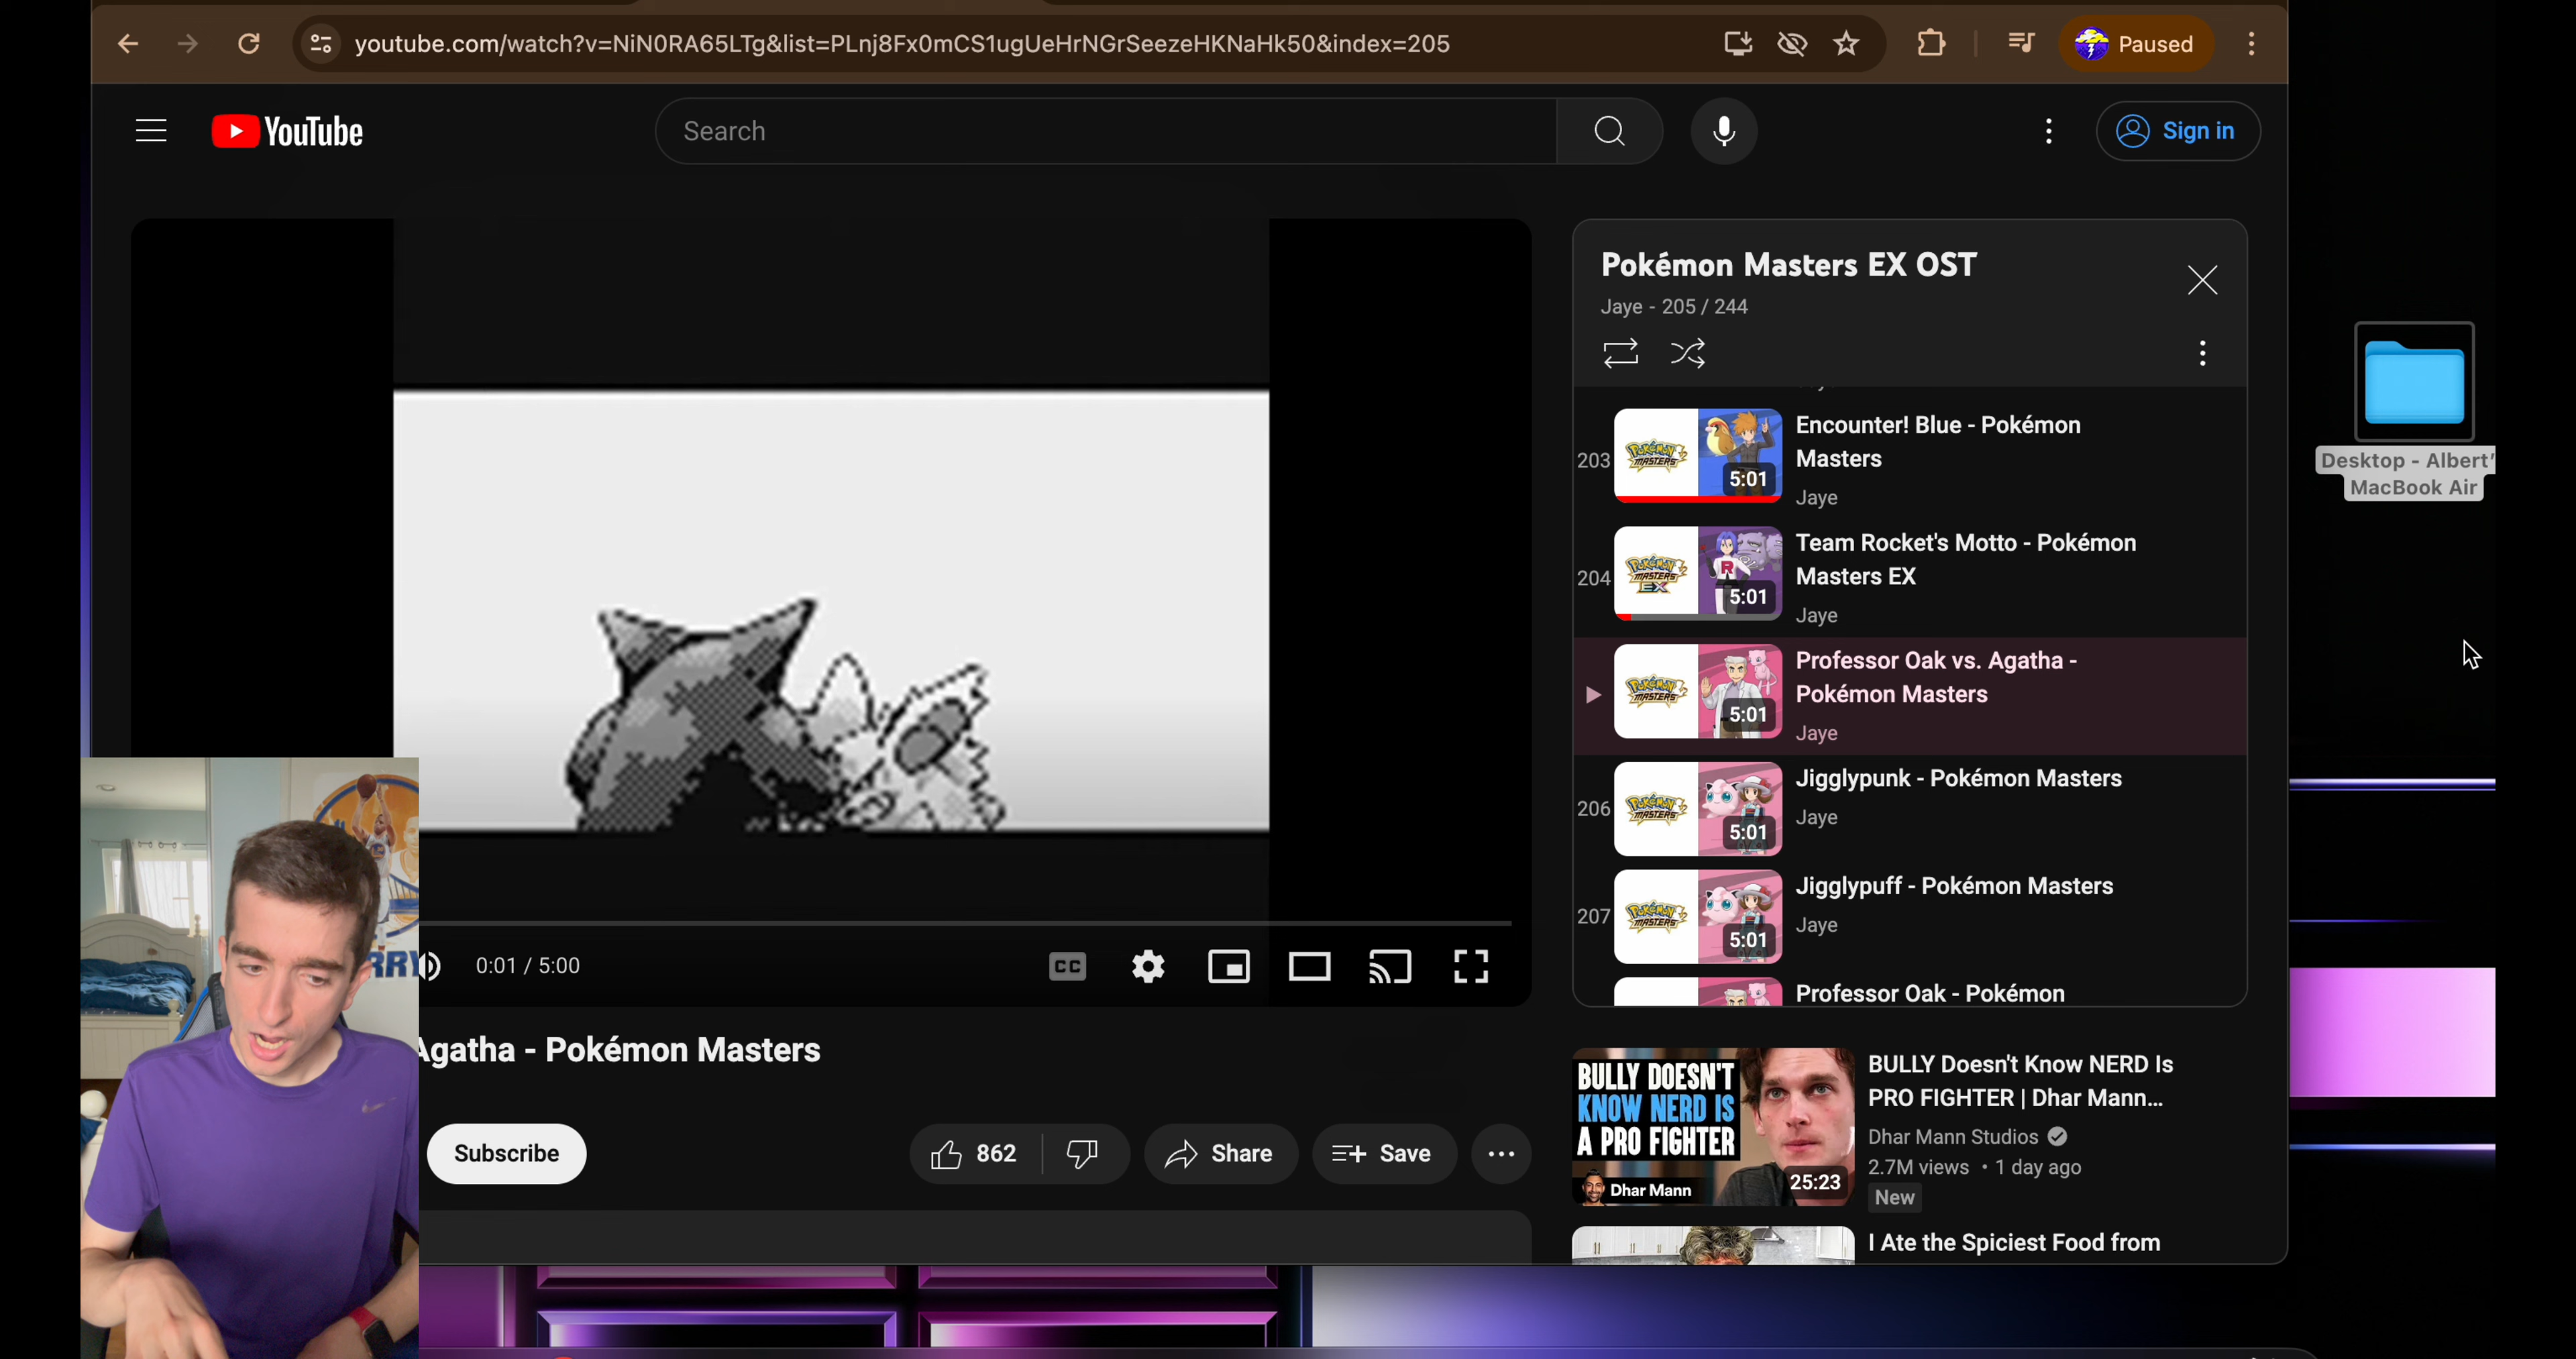 youtube.com/watch?v=NiN0RA65LTg&list=PLnj8Fx0mCS1ugUeHrNGrSeezeHKNaHk50&index=205
Paused
YouTube
Search
Sign in
Pokémon Masters EX OST
Jaye - 205 / 244
203
5:01
Encounter! Blue - Pokémon
Masters
Jaye
204
5:01
Team Rocket's Motto - Pokémon
Masters EX
Jaye
5:01
Professor Oak vs. Agatha -
Pokémon Masters
Jaye
206
5:01
Jigglypunk - Pokémon Masters
Jaye
207
5:01
Jigglypuff - Pokémon Masters
Jaye
Professor Oak - Pokémon
Desktop - Albert'
MacBook Air
0:01 / 5:00
CC
Agatha - Pokémon Masters
Subscribe
862
Share
Save
BULLY DOESN'T
KNOW NERD IS
A PRO FIGHTER
Dhar Mann
25:23
BULLY Doesn't Know NERD Is
PRO FIGHTER | Dhar Mann...
Dhar Mann Studios
2.7M views • 1 day ago
New
I Ate the Spiciest Food from